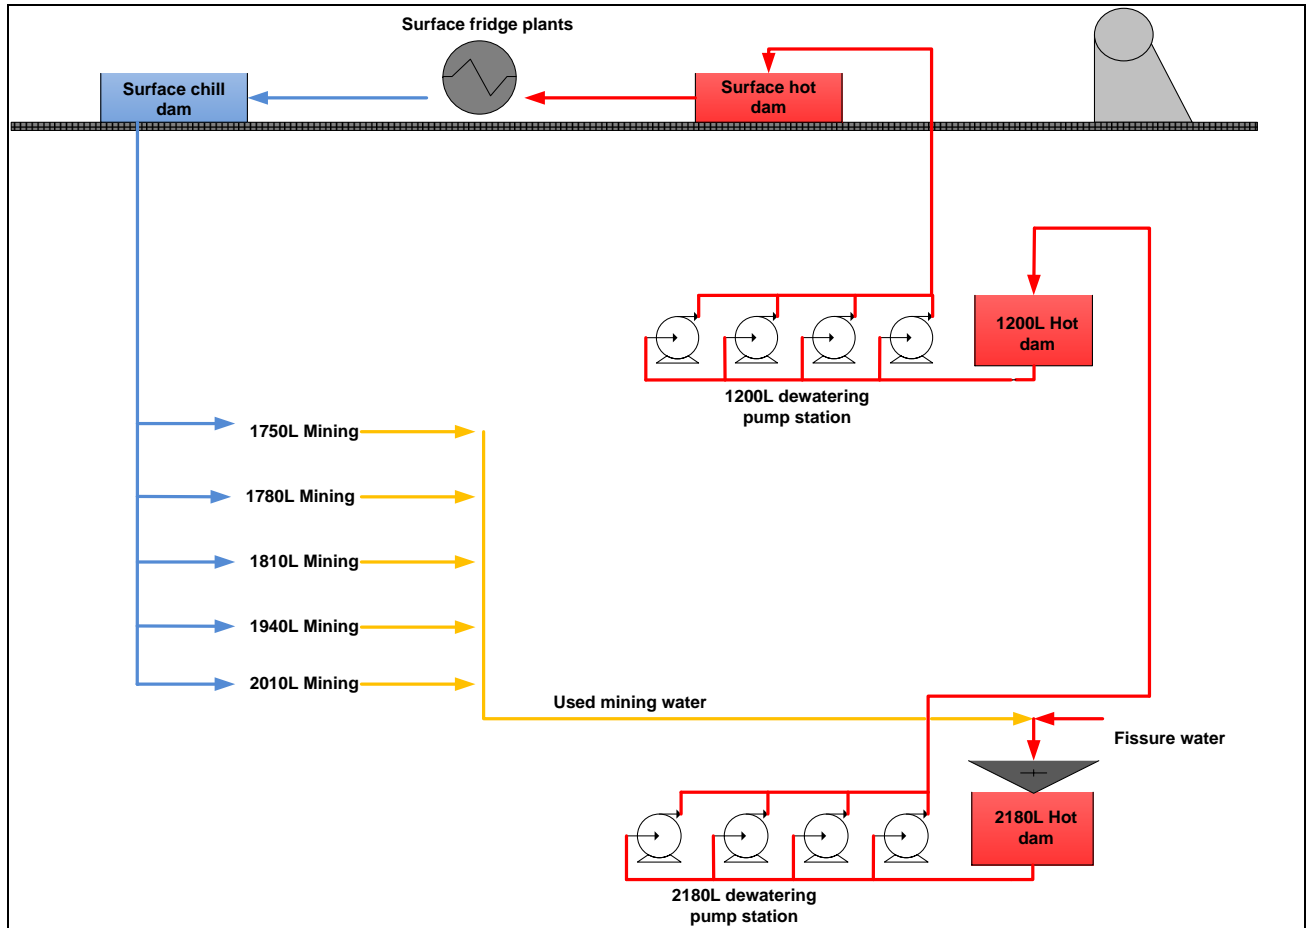 Surface fridge plants
Surface chill
dam
Surface hot
dam
1200L Hot
dam
1200L dewatering
pump station
1750L Mining
1780L Mining
1810L Mining
1940L Mining
2010L Mining
Used mining water
Fissure water
2180L Hot
dam
2180L dewatering
pump station